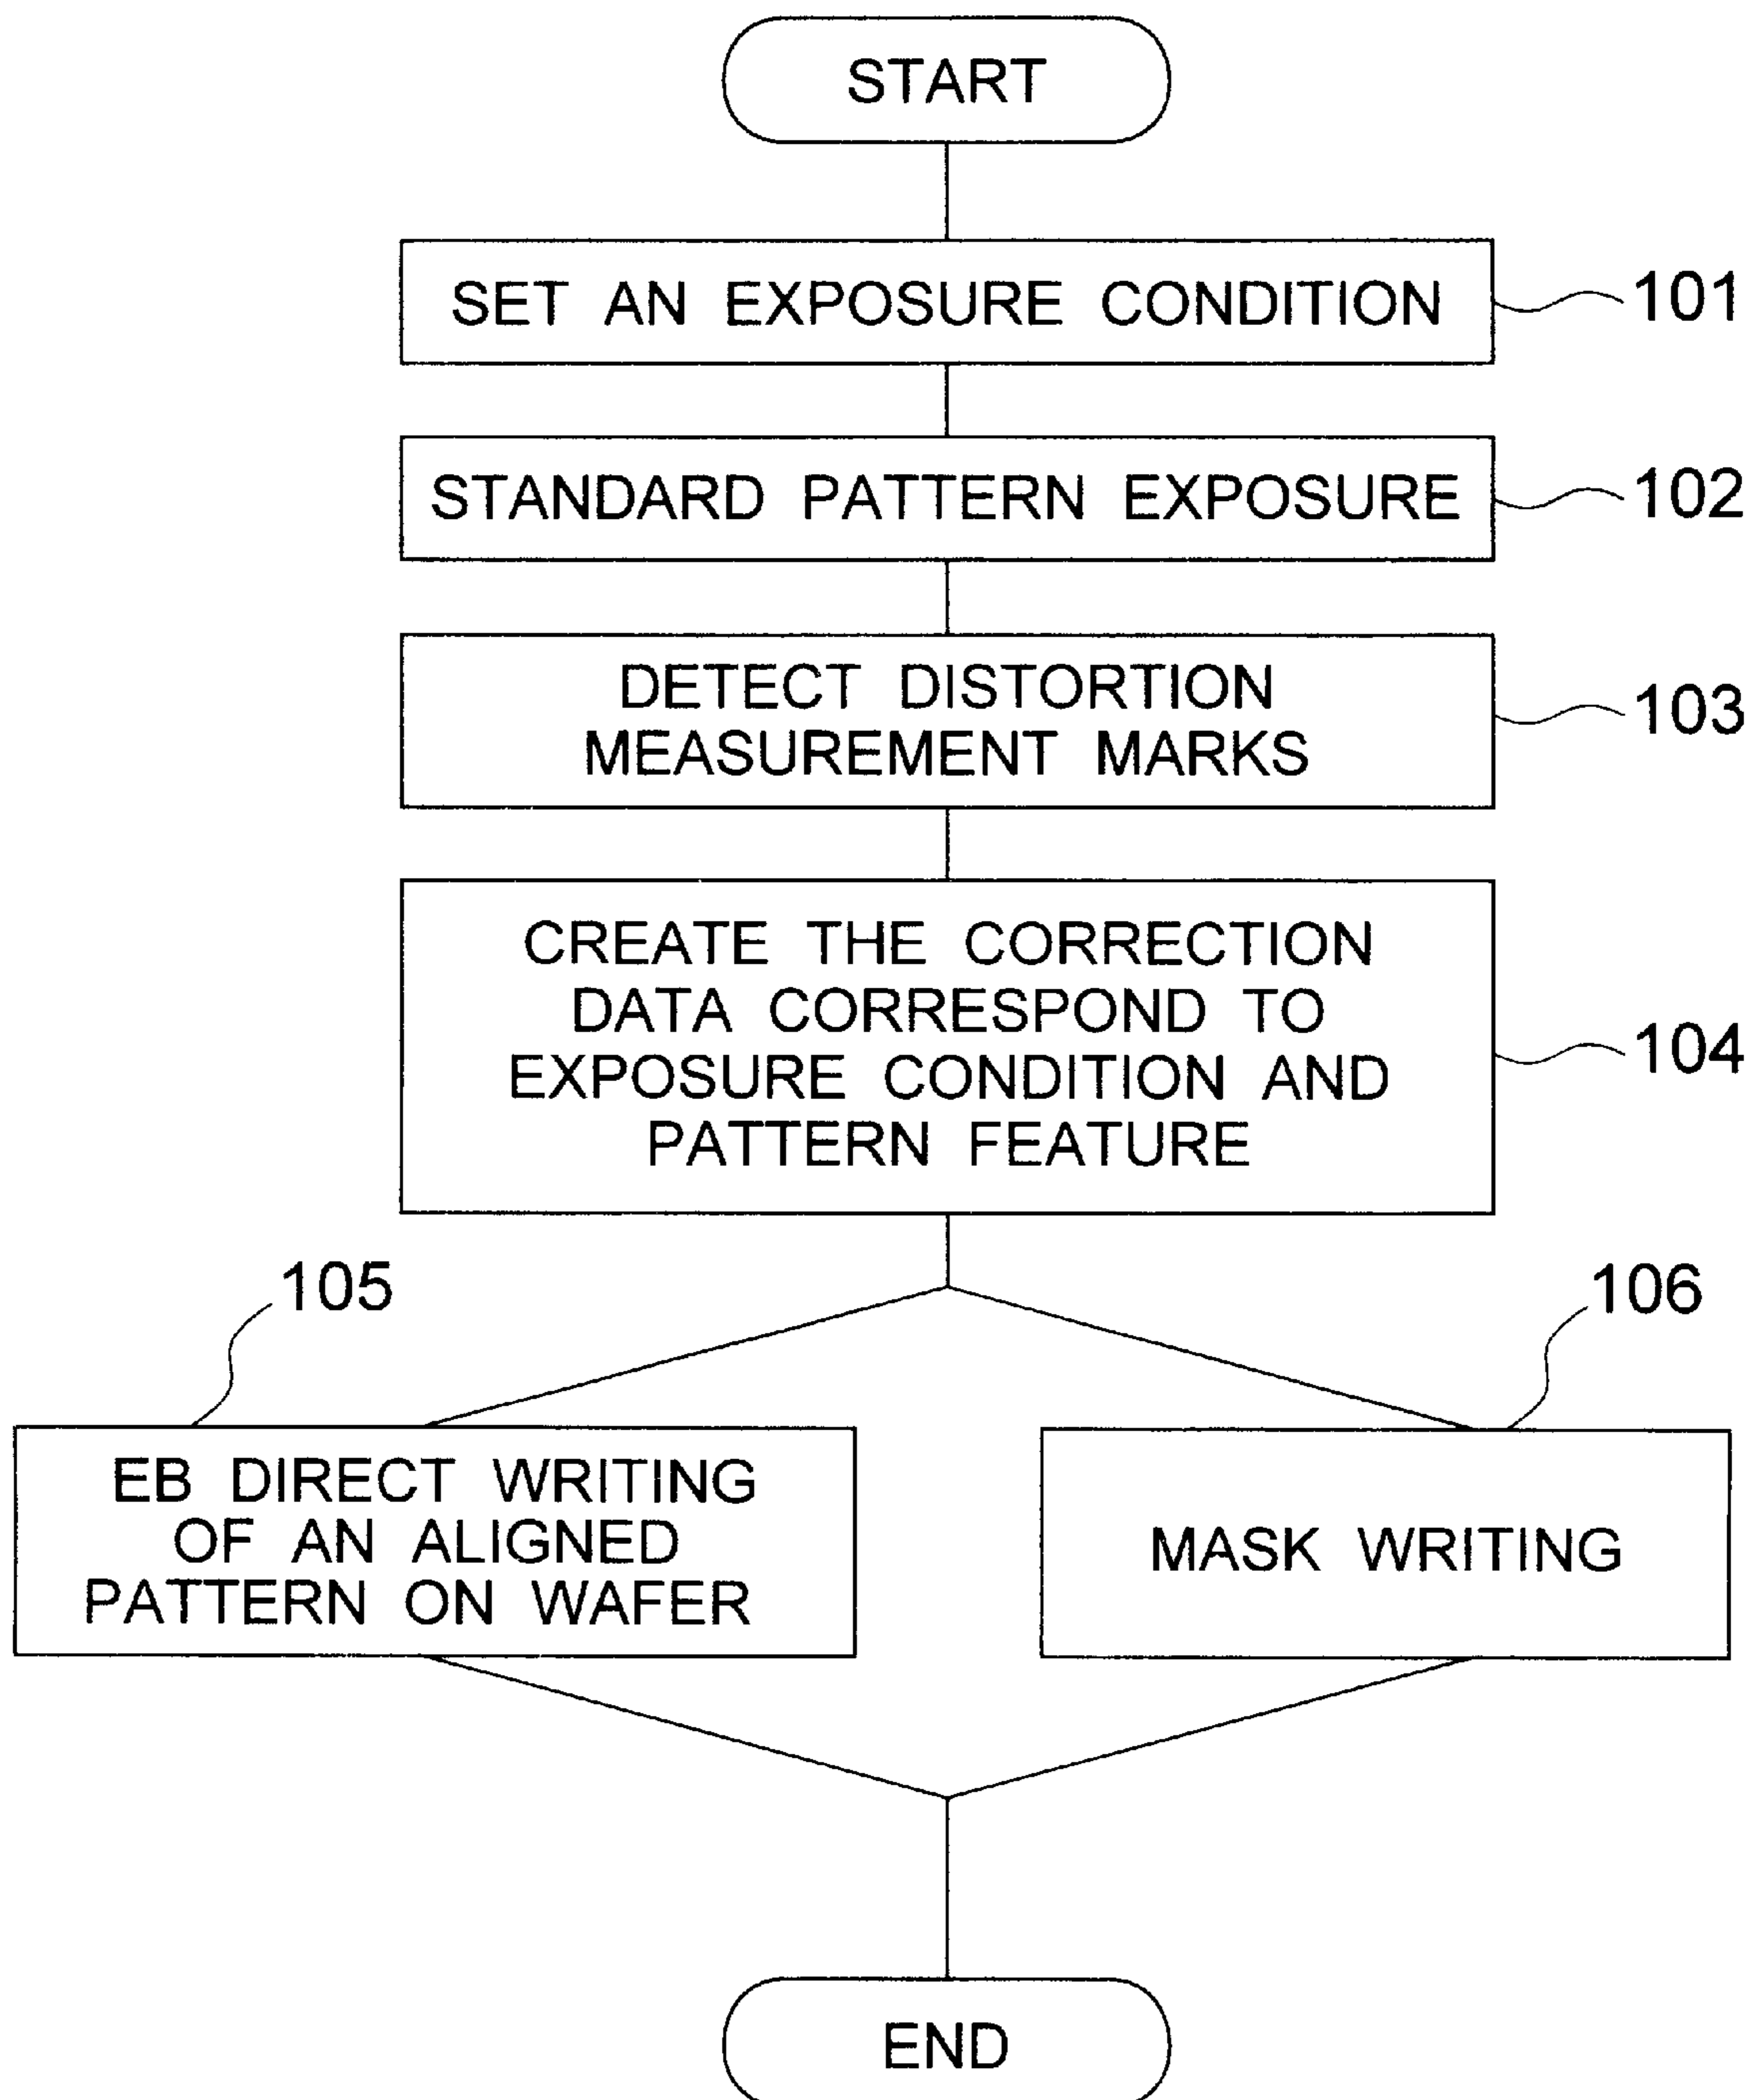 START
SET AN EXPOSURE CONDITION
101
STANDARD PATTERN EXPOSURE
102
DETECT DISTORTION
MEASUREMENT MARKS
103
CREATE THE CORRECTION
DATA CORRESPOND TO
EXPOSURE CONDITION AND
PATTERN FEATURE
104
105
106
EB DIRECT WRITING
OF AN ALIGNED
PATTERN ON WAFER
MASK WRITING
END